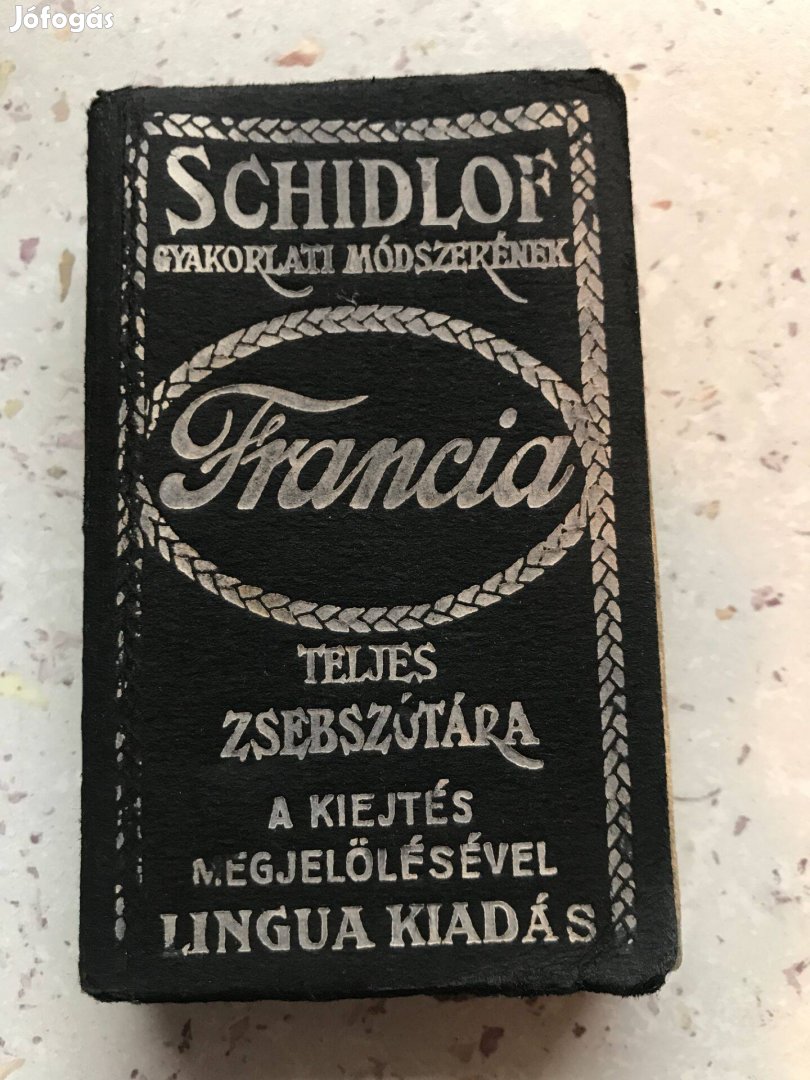 Jófogás
SCHIDLOF
GYAKORLATI MÓDSZERÉNEK
Francia
TELJES
ZSEBSZÓTÁRA
A KIEJTÉS
MEGJELÖLÉSÉVEL
LINGUA KIADÁS